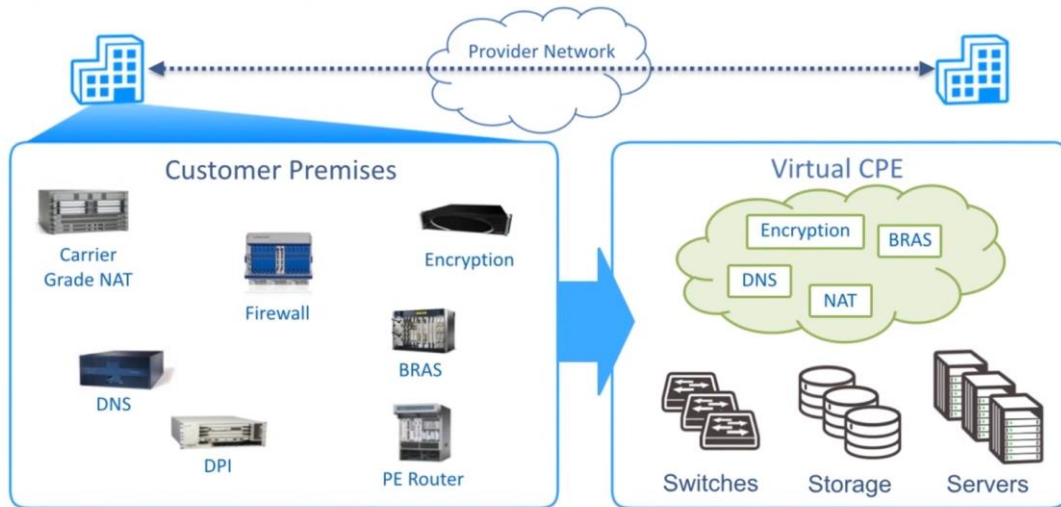 Provider Network
Customer Premises
Carrier
Grade NAT
Firewall
Encryption
DNS
BRAS
DPI
PE Router
Virtual CPE
Encryption
BRAS
DNS
NAT
Switches
Storage
Servers